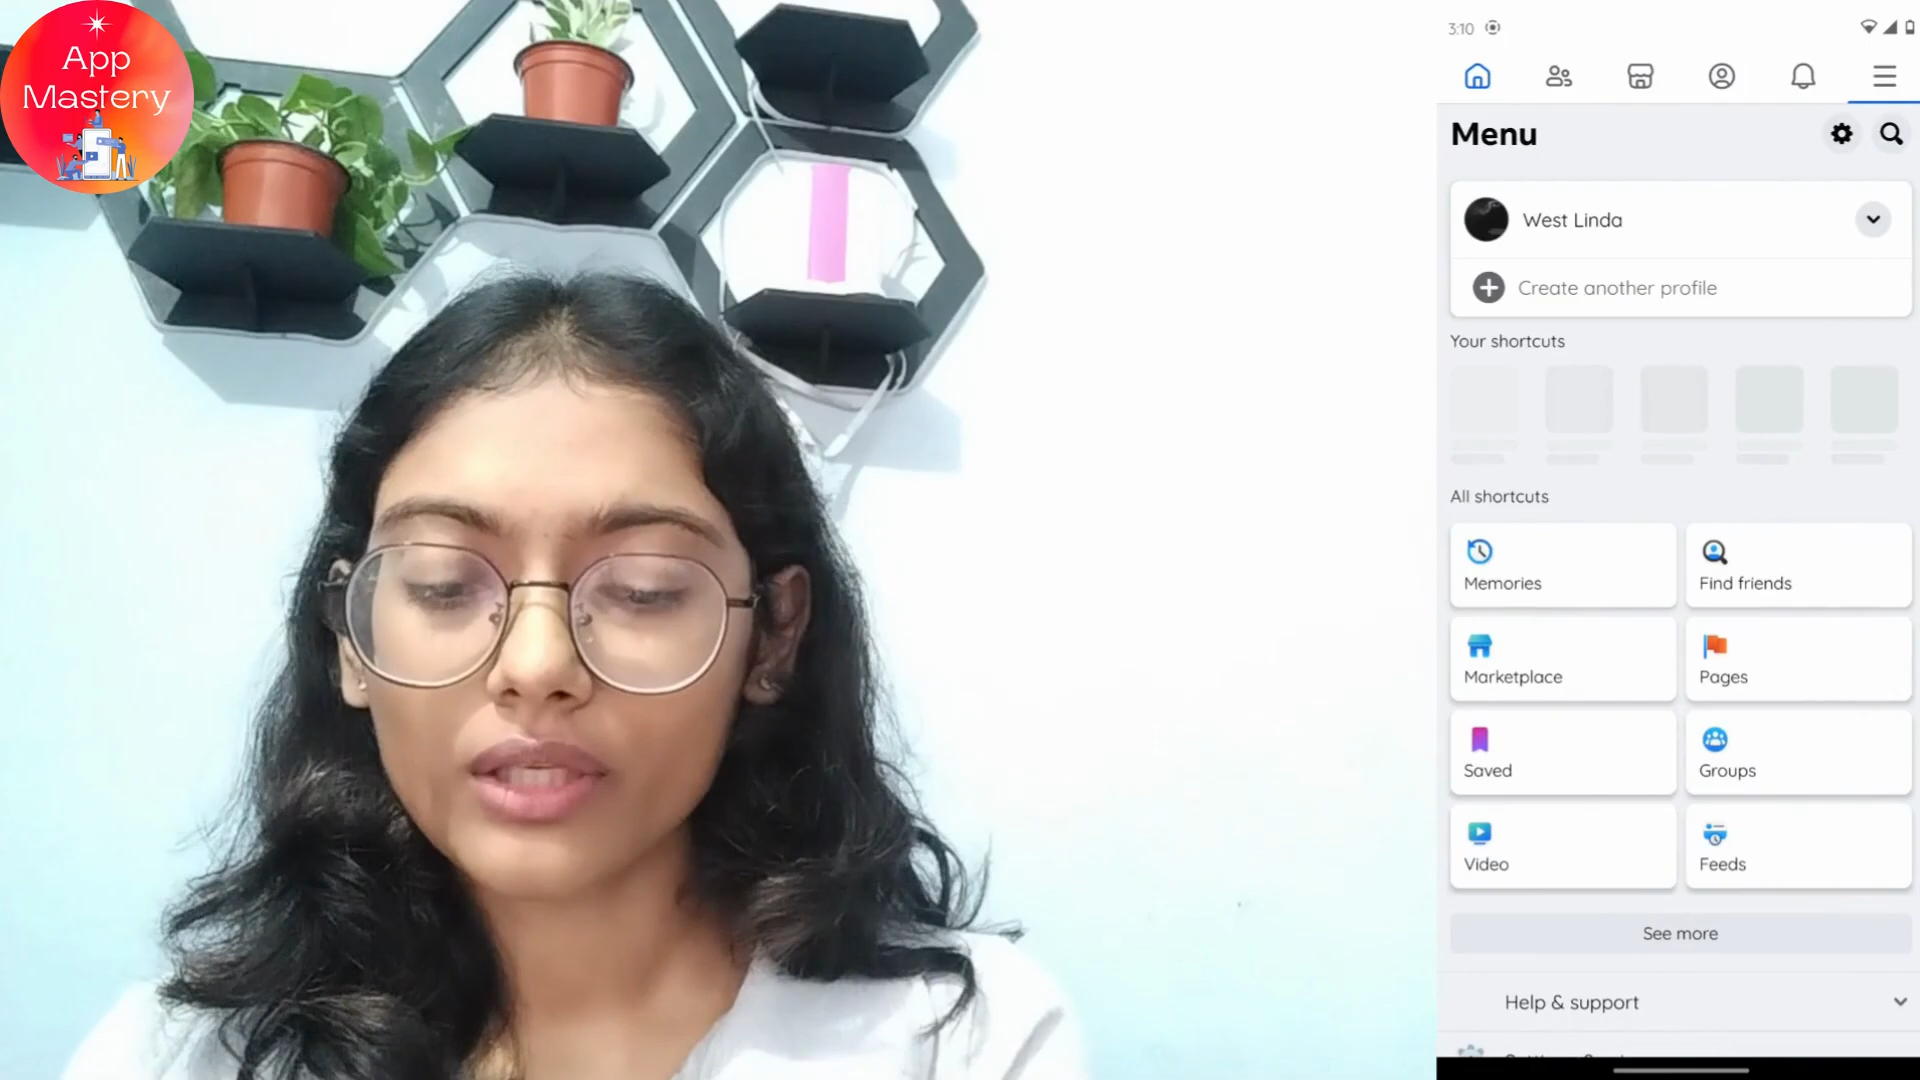 App
Mastery
3:10
Menu
West Linda
Create another profile
Your shortcuts
All shortcuts
Memories
Find friends
Marketplace
Pages
Saved
Groups
Video
Feeds
See more
Help & support